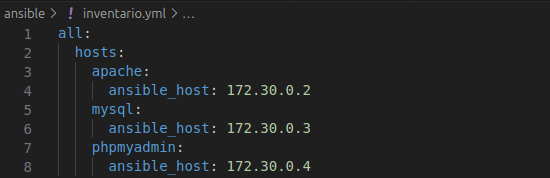 ansible > ! inventario.yml > ...
1 all:
2   hosts:
3     apache:
4       ansible_host: 172.30.0.2
5     mysql:
6       ansible_host: 172.30.0.3
7     phpmyadmin:
8       ansible_host: 172.30.0.4